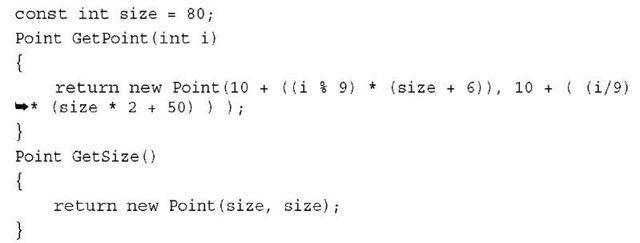 const int size = 80;
Point GetPoint(int i)
{
    return new Point(10 + ((i % 9) * (size + 6)), 10 + ( (i/9)
➥* (size * 2 + 50) ) );
}
Point GetSize()
{
    return new Point(size, size);
}